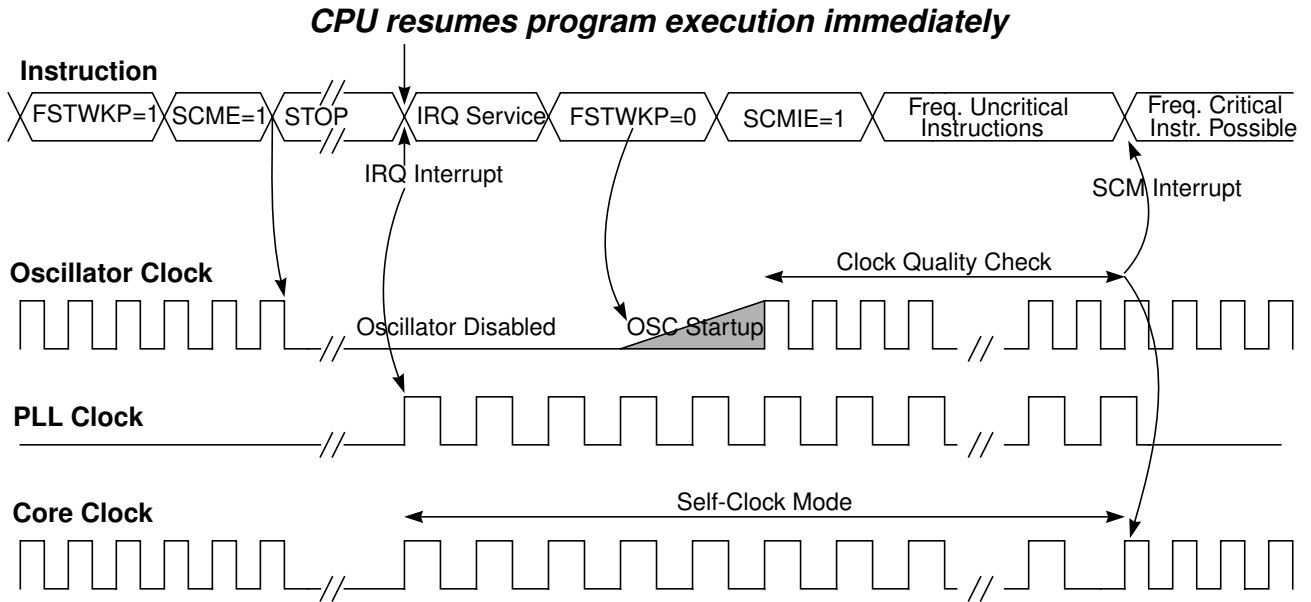 CPU resumes program execution immediately
Instruction
FSTWKP=1
SCME=1
STOP
IRQ Service
FSTWKP=0
SCMIE=1
Freq. Uncritical
Instructions
Freq. Critical
Instr. Possible
IRQ Interrupt
SCM Interrupt
Oscillator Clock
Clock Quality Check
Oscillator Disabled
OSC Startup
PLL Clock
Self-Clock Mode
Core Clock